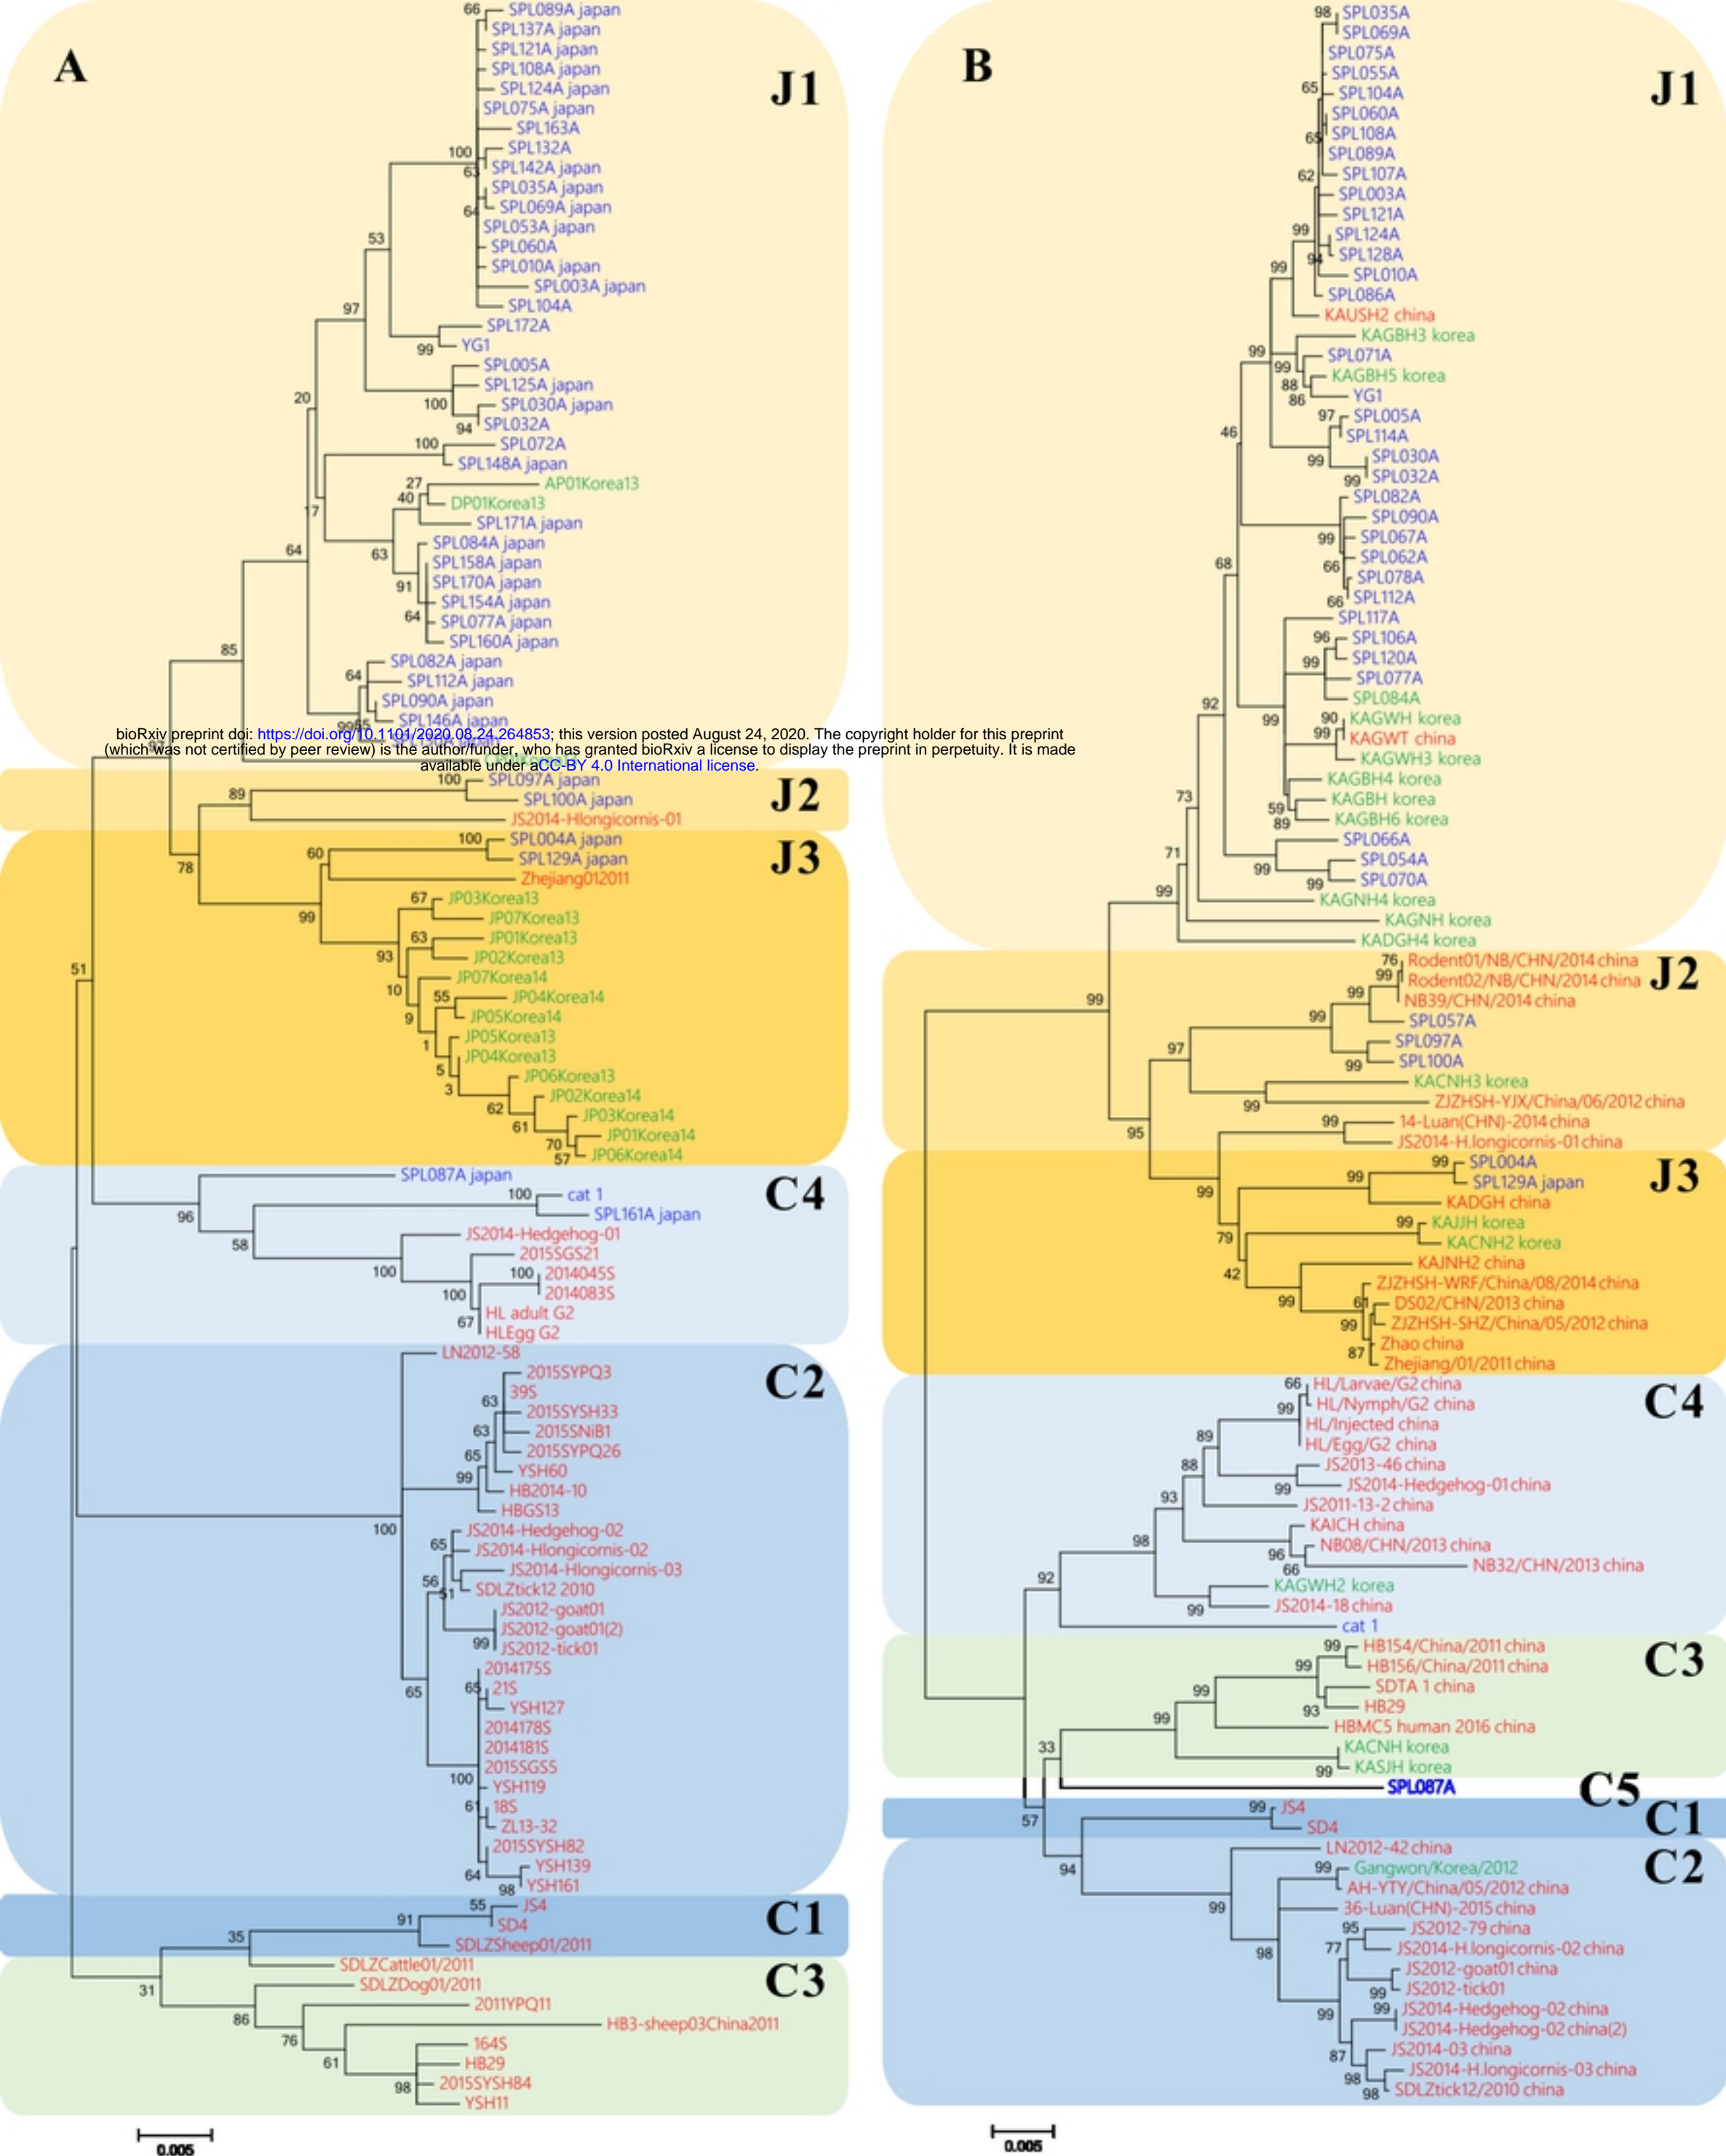 A
J1
66
SPL089A japan
SPL137A japan
SPL121A japan
SPL108A japan
SPL124A japan
SPL075A japan
SPL163A
100
SPL132A
63
SPL142A japan
SPL035A japan
64
SPL069A japan
SPL053A japan
SPL060A
SPL010A japan
SPL003A japan
SPL104A
53
97
SPL172A
99
YG1
SPL005A
SPL125A japan
100
SPL030A japan
94
SPL032A
20
100
SPL072A
SPL148A japan
17
27
AP01Korea13
40
DP01Korea13
SPL171A japan
63
SPL084A japan
SPL158A japan
91
SPL170A japan
SPL154A japan
64
SPL077A japan
SPL160A japan
64
85
SPL082A japan
64
SPL112A japan
SPL090A japan
SPL146A japan
bioRxiv preprint doi: https://doi.org/10.1101/2020.08.24.264853; this version posted August 24, 2020. The copyright holder for this preprint
(which was not certified by peer review) is the author/funder, who has granted bioRxiv a license to display the preprint in perpetuity. It is made
available under aCC-BY 4.0 International license.
J2
100
SPL097A japan
89
SPL100A japan
JS2014-Hlongicornis-01
78
J3
100
SPL004A japan
60
SPL129A japan
Zhejiang012011
99
67
JP03Korea13
JP07Korea13
63
JP01Korea13
93
JP02Korea13
10
JP07Korea14
55
JP04Korea14
9
JP05Korea14
1
JP05Korea13
JP04Korea13
5
JP06Korea13
3
JP02Korea14
62
JP03Korea14
61
JP01Korea14
70
57
JP06Korea14
51
C4
SPL087A japan
96
100
cat 1
SPL161A japan
58
JS2014-Hedgehog-01
100
2015SGS21
100
2014045S
100
2014083S
HL adult G2
67
HLEgg G2
C2
LN2012-58
2015SYPQ3
39S
63
2015SYSH33
63
2015SNiB1
65
2015SYPQ26
99
YSH60
HB2014-10
HBGS13
100
JS2014-Hedgehog-02
65
JS2014-Hlongicornis-02
JS2014-Hlongicornis-03
56
51
SDLZtick12 2010
JS2012-goat01
JS2012-goat01(2)
99
JS2012-tick01
65
2014175S
65
21S
YSH127
2014178S
2014181S
2015SGS5
100
YSH119
61
18S
ZL13-32
2015SYSH82
64
YSH139
98
YSH161
C1
55
JS4
91
SD4
SDLZSheep01/2011
35
C3
SDLZCattle01/2011
31
SDLZDog01/2011
86
2011YPQ11
76
HB3-sheep03China2011
61
164S
HB29
98
2015SYSH84
YSH11
0.005
B
J1
98
SPL035A
SPL069A
SPL075A
SPL055A
65
SPL104A
SPL060A
65
SPL108A
SPL089A
62
SPL107A
SPL003A
SPL121A
99
SPL124A
94
SPL128A
99
SPL010A
SPL086A
KAUSH2 china
99
KAGBH3 korea
99
SPL071A
88
KAGBH5 korea
86
YG1
97
SPL005A
SPL114A
99
SPL030A
99
SPL032A
46
SPL082A
SPL090A
99
SPL067A
SPL062A
66
SPL078A
66
SPL112A
68
SPL117A
96
SPL106A
99
SPL120A
SPL077A
SPL084A
99
90
KAGWH korea
99
KAGWT china
KAGWH3 korea
KAGBH4 korea
59
KAGBH korea
89
KAGBH6 korea
92
SPL066A
99
SPL054A
99
SPL070A
73
71
99
KAGNH4 korea
KAGNH korea
KADGH4 korea
J2
76
Rodent01/NB/CHN/2014 china
99
Rodent02/NB/CHN/2014 china
99
NB39/CHN/2014 china
99
SPL057A
SPL097A
99
SPL100A
97
KACNH3 korea
99
ZJZHSH-YJX/China/06/2012 china
99
95
99
14-Luan(CHN)-2014 china
JS2014-H.longicornis-01 china
J3
99
SPL004A
99
SPL129A japan
99
KADGH china
99
KAJJH korea
79
KACNH2 korea
42
KAJNH2 china
99
ZJZHSH-WRF/China/08/2014 china
61
DS02/CHN/2013 china
99
ZJZHSH-SHZ/China/05/2012 china
87
Zhao china
Zhejiang/01/2011 china
C4
66
HL/Larvae/G2 china
99
HL/Nymph/G2 china
HL/Injected china
89
HL/Egg/G2 china
88
JS2013-46 china
99
JS2014-Hedgehog-01 china
93
JS2011-13-2 china
KAICH china
98
96
NB08/CHN/2013 china
66
NB32/CHN/2013 china
92
KAGWH2 korea
99
JS2014-18 china
cat 1
C3
99
HB154/China/2011 china
99
HB156/China/2011 china
SDTA 1 china
99
93
HB29
99
HBMC5 human 2016 china
33
KACNH korea
99
KASJH korea
C5
SPL087A
57
C1
99
JS4
SD4
C2
94
LN2012-42 china
99
Gangwon/Korea/2012
AH-YTY/China/05/2012 china
99
36-Luan(CHN)-2015 china
98
95
JS2012-79 china
77
JS2014-H.longicornis-02 china
JS2012-goat01 china
99
JS2012-tick01
99
99
JS2014-Hedgehog-02 china
JS2014-Hedgehog-02 china(2)
87
JS2014-03 china
98
JS2014-H.longicornis-03 china
98
SDLZtick12/2010 china
0.005